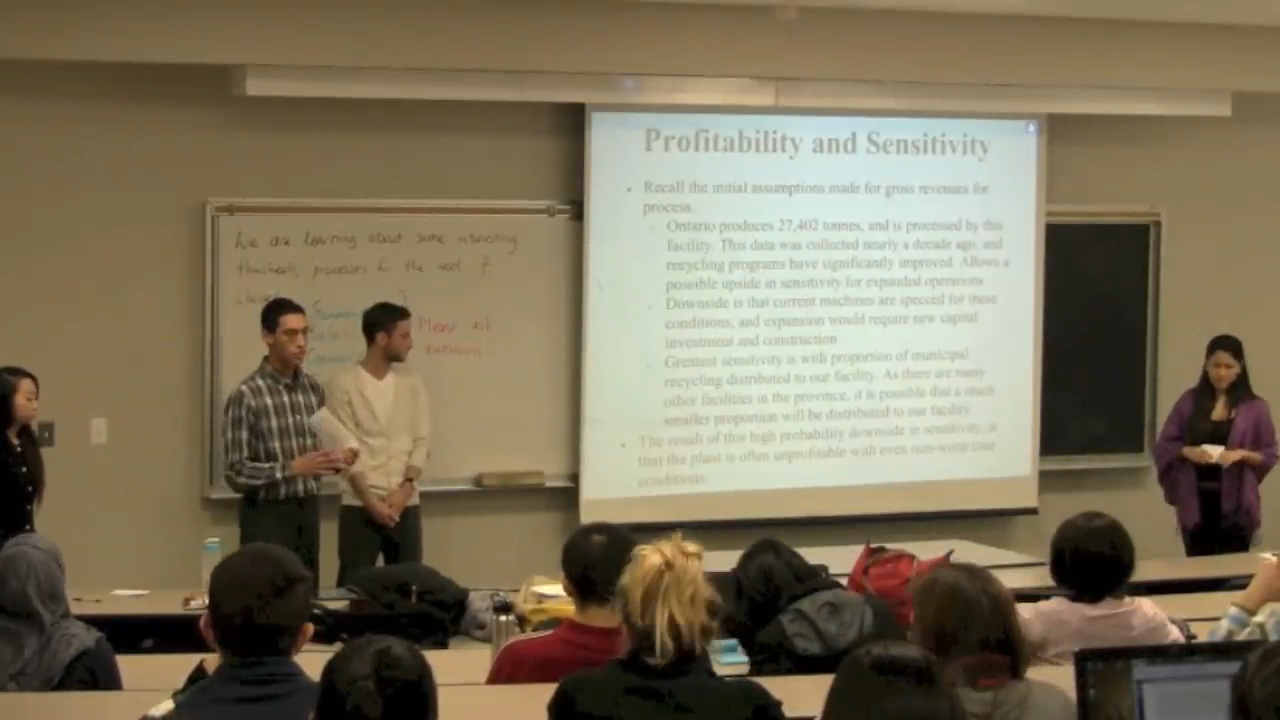 Profitability and Sensitivity
Recall the initial assumptions made for gross revenues for
process.
Ontario produces 27,402 tonnes, and is processed by this
facility. This data was collected nearly a decade ago, and
recycling programs have significantly improved. Allows a
possible upside in sensitivity for expanded operations
Downside is that current machines are specced for these
conditions, and expansion would require new capital
investment and construction
Greatest sensitivity is with proportion of municipal
recycling distributed to our facility. As there are many
other facilities in the province, it is possible that a much
smaller proportion will be distributed to our facility
The result of this high probability downside in sensitivity, is
that the plant is often unprofitable with even non-worst case
conditions.
We are learning about some interesting
processes for the world ?
Please ask
questions